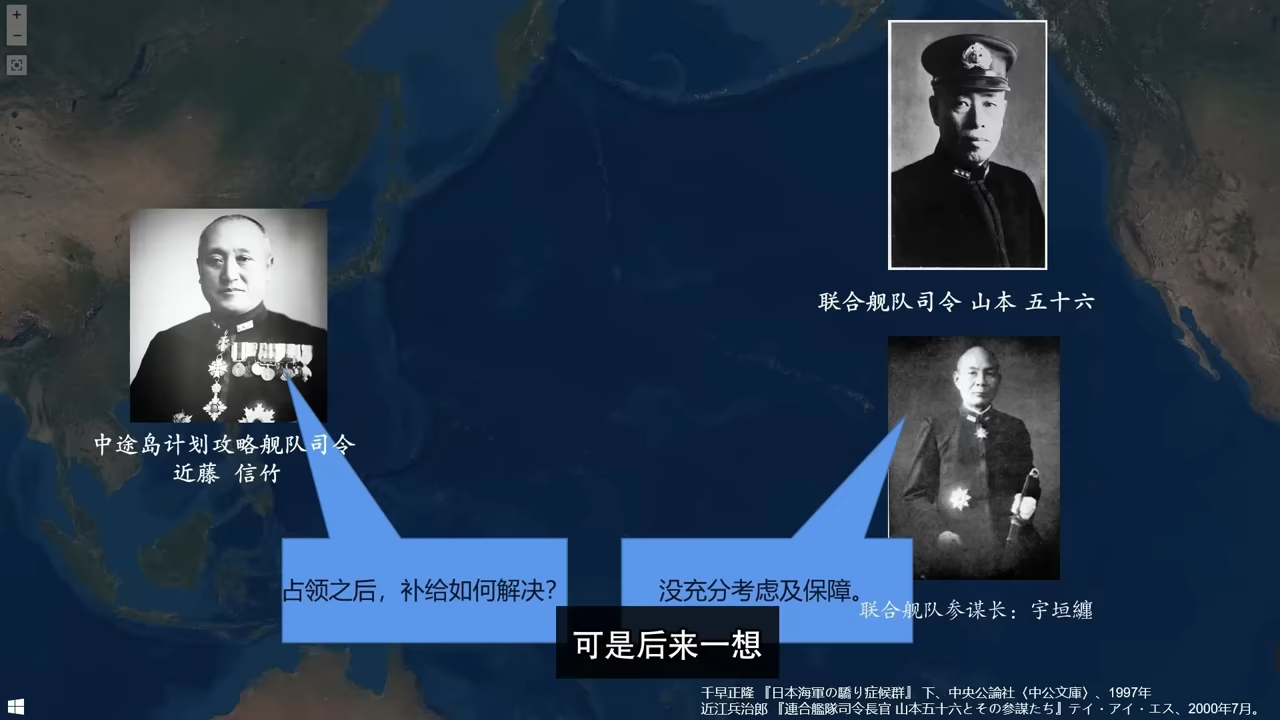 联合舰队司令 山本 五十六
中途岛计划攻略舰队司令
近藤 信竹
占领之后，补给如何解决？
没充分考虑及保障。
联合舰队参谋长：宇垣纏
可是后来一想
千早正隆 『日本海軍の驕り症候群』 下、中央公論社〈中公文庫〉、1997年
近江兵治郎 『連合艦隊司令長官 山本五十六とその参謀たち』テイ・アイ・エス、2000年7月。